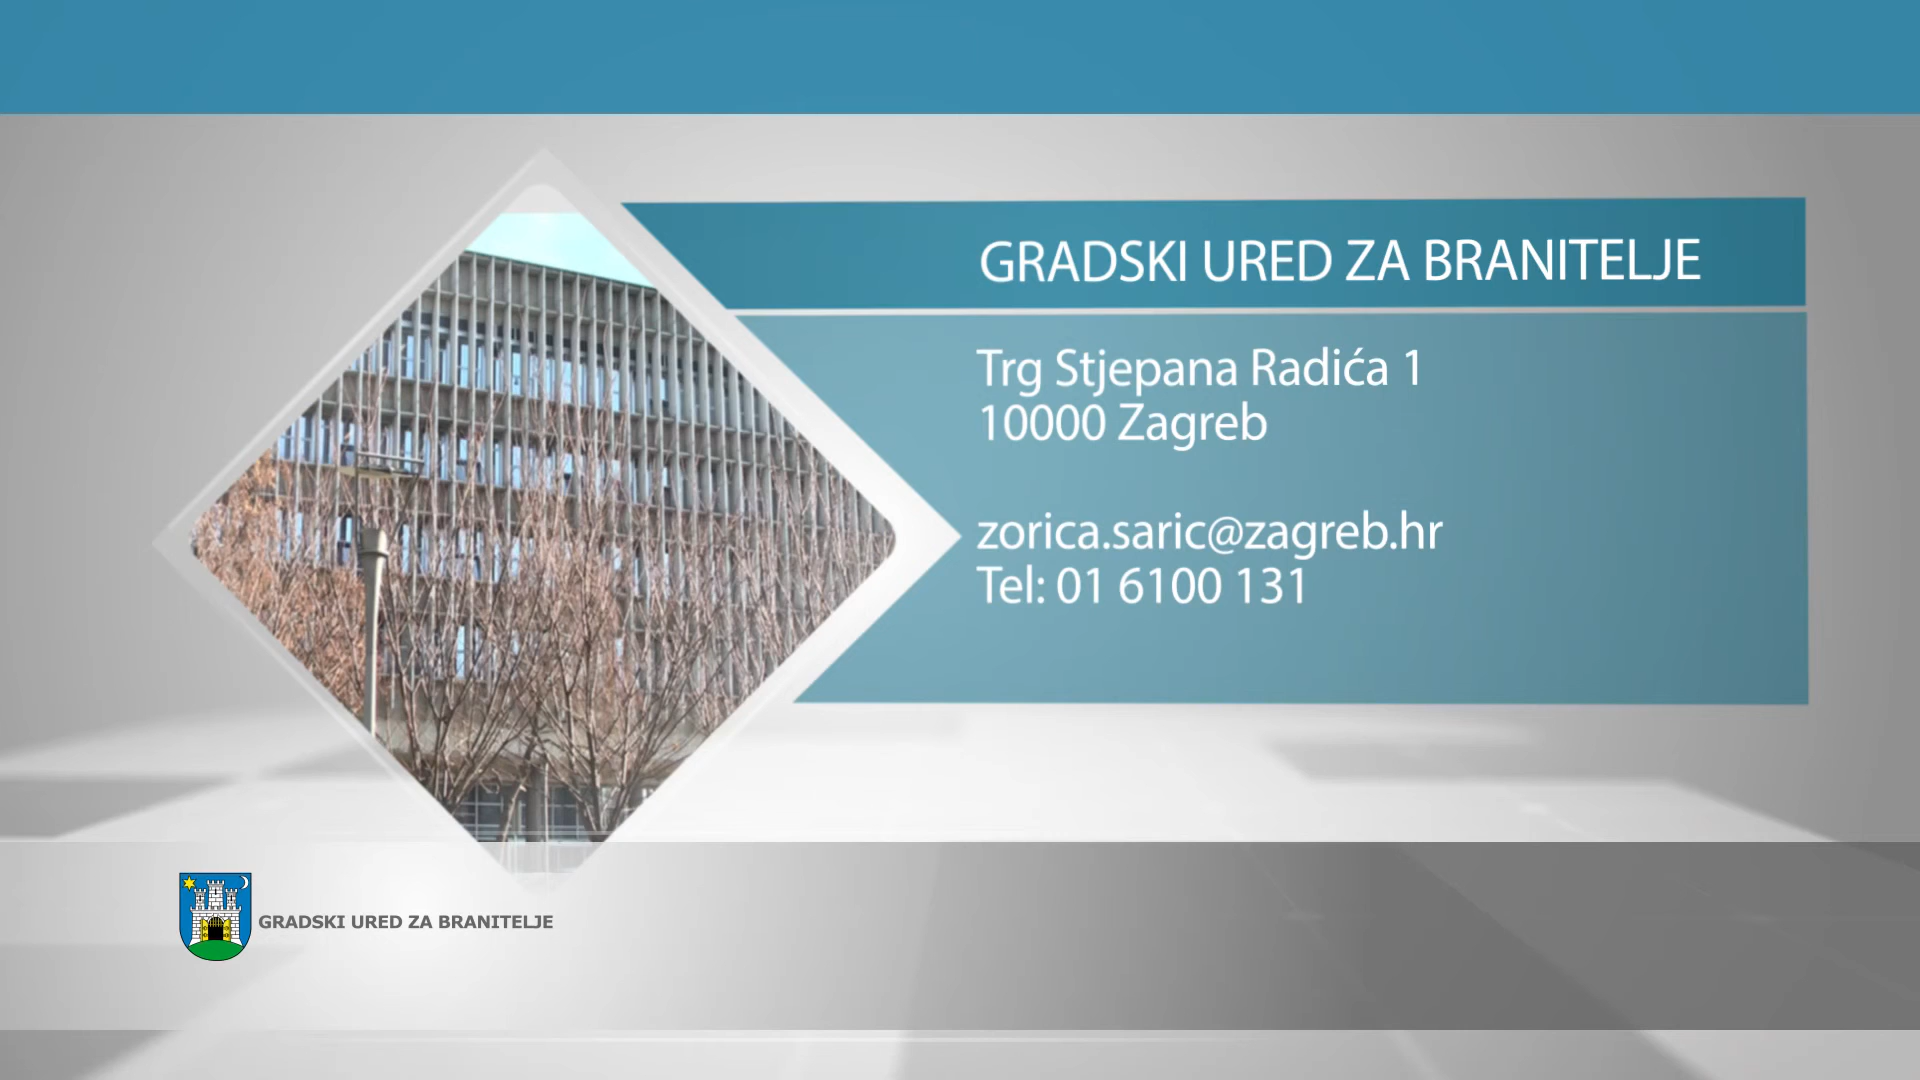 GRADSKI URED ZA BRANITELJE
Trg Stjepana Radića 1
10000 Zagreb
zorica.saric@zagreb.hr
Tel: 01 6100 131
GRADSKI URED ZA BRANITELJE